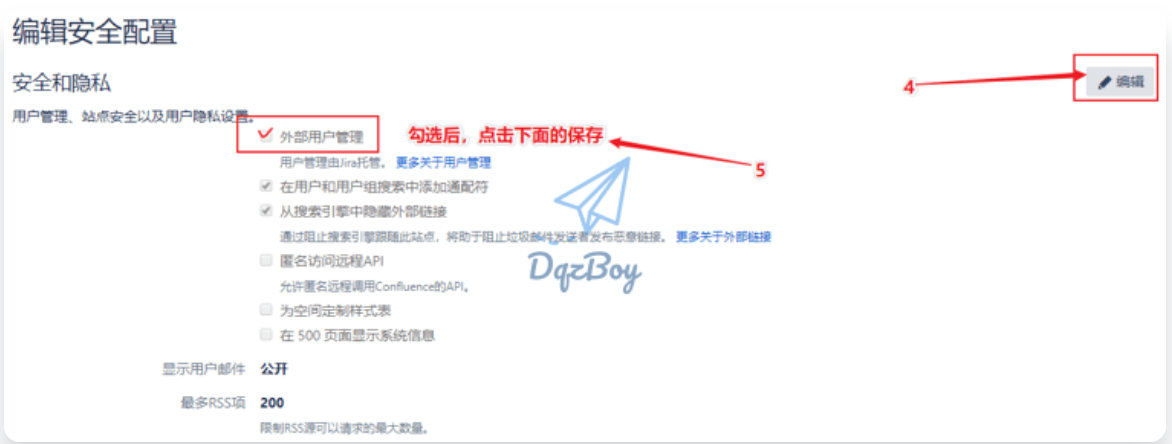 编辑安全配置
安全和隐私
4
编辑
用户管理、站点安全以及用户隐私设置。
外部用户管理
勾选后，点击下面的保存
5
用户管理由Jira托管。 更多关于用户管理
在用户和用户组搜索中添加通配符
从搜索引擎中隐藏外部链接
通过阻止搜索引擎跟随此站点，将助于阻止垃圾邮件发送者发布恶意链接。 更多关于外部链接
DqzBoy
匿名访问远程API
允许匿名远程调用Confluence的API。
为空间定制样式表
在 500 页面显示系统信息
显示用户邮件 公开
最多RSS项 200
限制RSS源可以请求的最大数量。